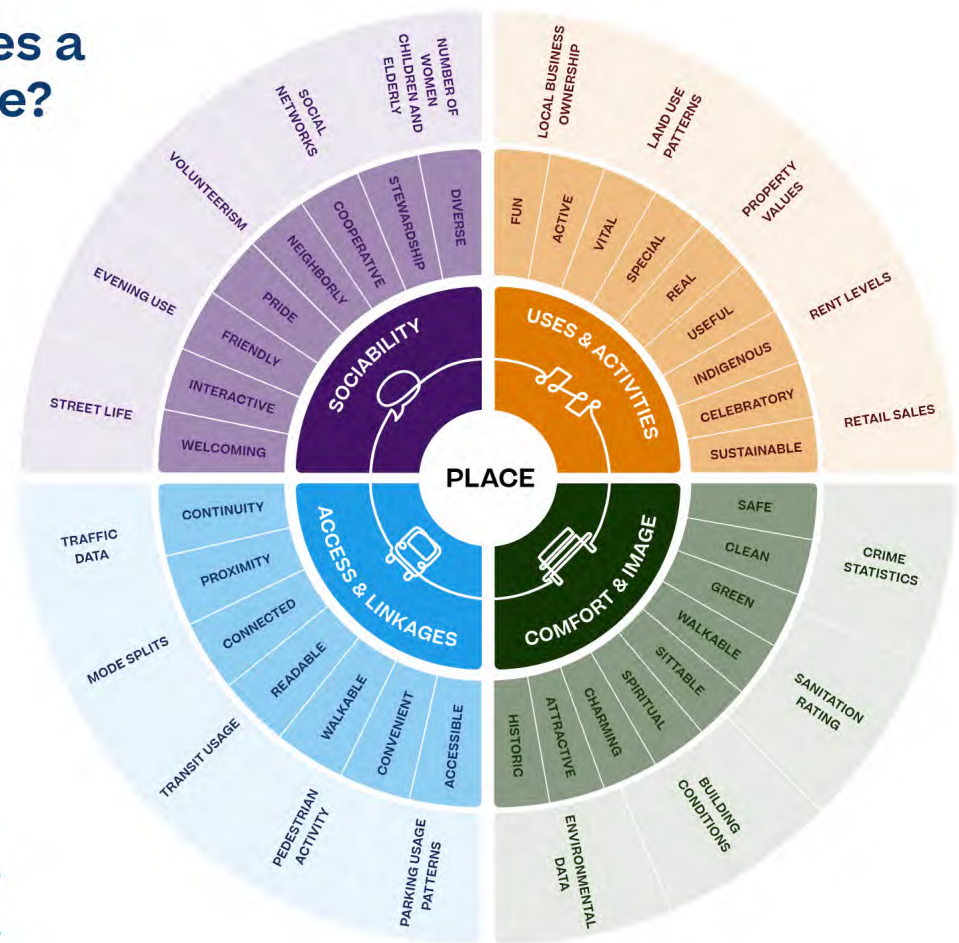 es a
e?
NUMBER OF
WOMEN
CHILDREN AND
ELDERLY
SOCIAL
NETWORKS
VOLUNTEERISM
EVENING USE
STREET LIFE
DIVERSE
STEWARDSHIP
COOPERATIVE
NEIGHBORLY
PRIDE
FRIENDLY
INTERACTIVE
WELCOMING
SOCIABILITY
LOCAL BUSINESS
OWNERSHIP
LAND USE
PATTERNS
PROPERTY
VALUES
RENT LEVELS
RETAIL SALES
FUN
ACTIVE
VITAL
SPECIAL
REAL
USEFUL
INDIGENOUS
CELEBRATORY
SUSTAINABLE
USES & ACTIVITIES
PLACE
ACCESS & LINKAGES
CONTINUITY
PROXIMITY
CONNECTED
READABLE
WALKABLE
CONVENIENT
ACCESSIBLE
TRAFFIC
DATA
MODE SPLITS
TRANSIT USAGE
PEDESTRIAN
ACTIVITY
PARKING USAGE
PATTERNS
COMFORT & IMAGE
SAFE
CLEAN
GREEN
WALKABLE
SITTABLE
SPIRITUAL
CHARMING
ATTRACTIVE
HISTORIC
CRIME
STATISTICS
SANITATION
RATING
BUILDING
CONDITIONS
ENVIRONMENTAL
DATA